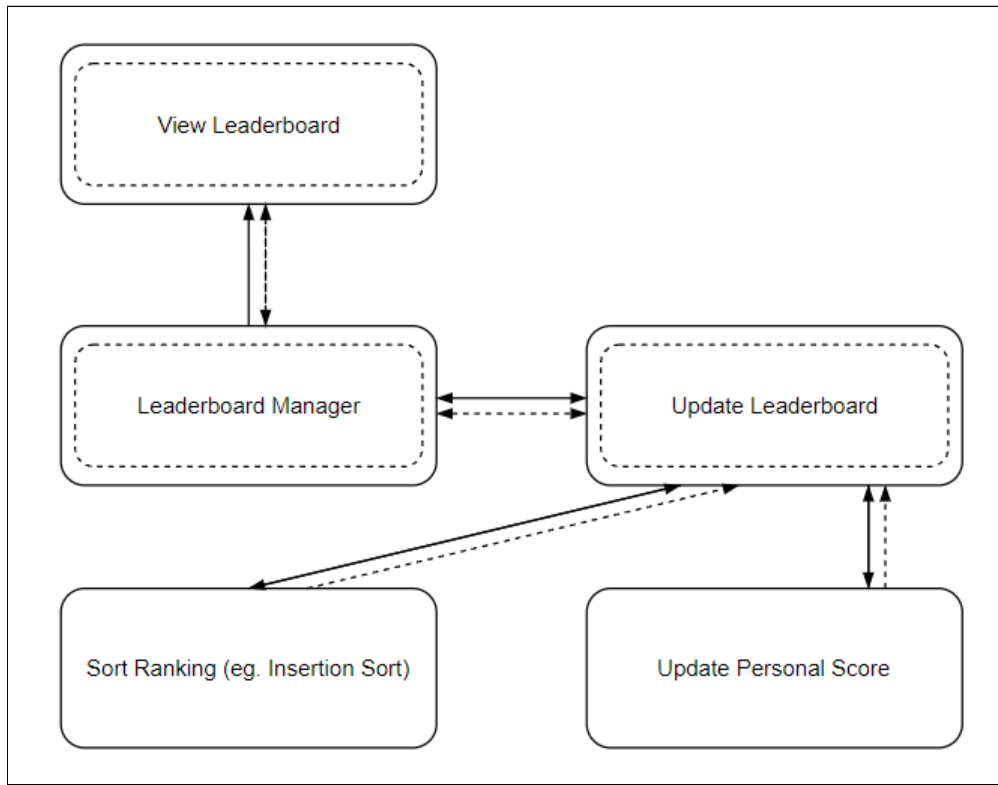 View Leaderboard
Leaderboard Manager
Update Leaderboard
Sort Ranking (eg. Insertion Sort)
Update Personal Score